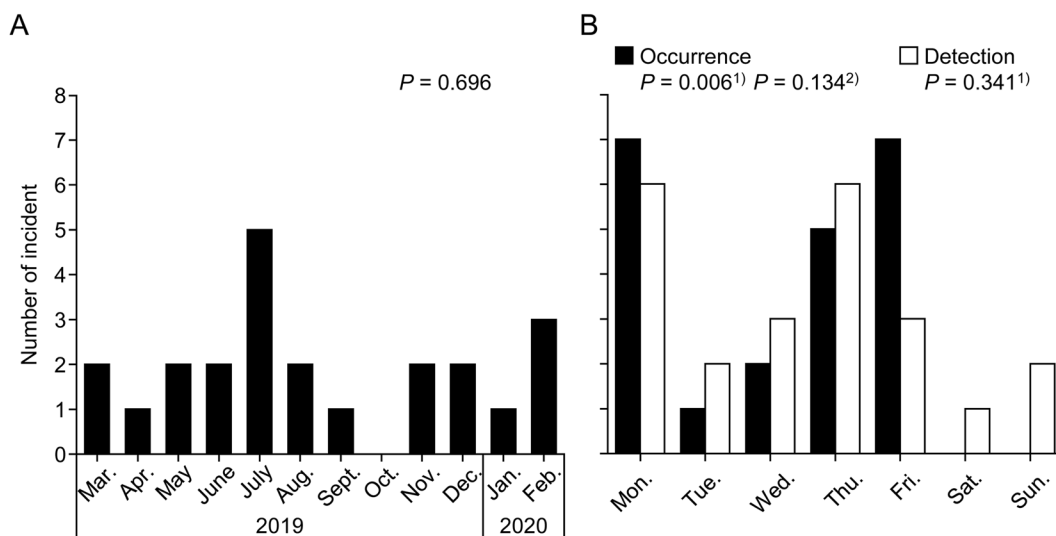 A
P = 0.696
Number of incident
8
7
6
5
4
3
2
1
0
Mar. Apr. May June July Aug. Sept. Oct. Nov. Dec. Jan. Feb.
2019 2020
B
Occurrence Detection
P = 0.006¹⁾ P = 0.134²⁾ P = 0.341¹⁾
Mon. Tue. Wed. Thu. Fri. Sat. Sun.